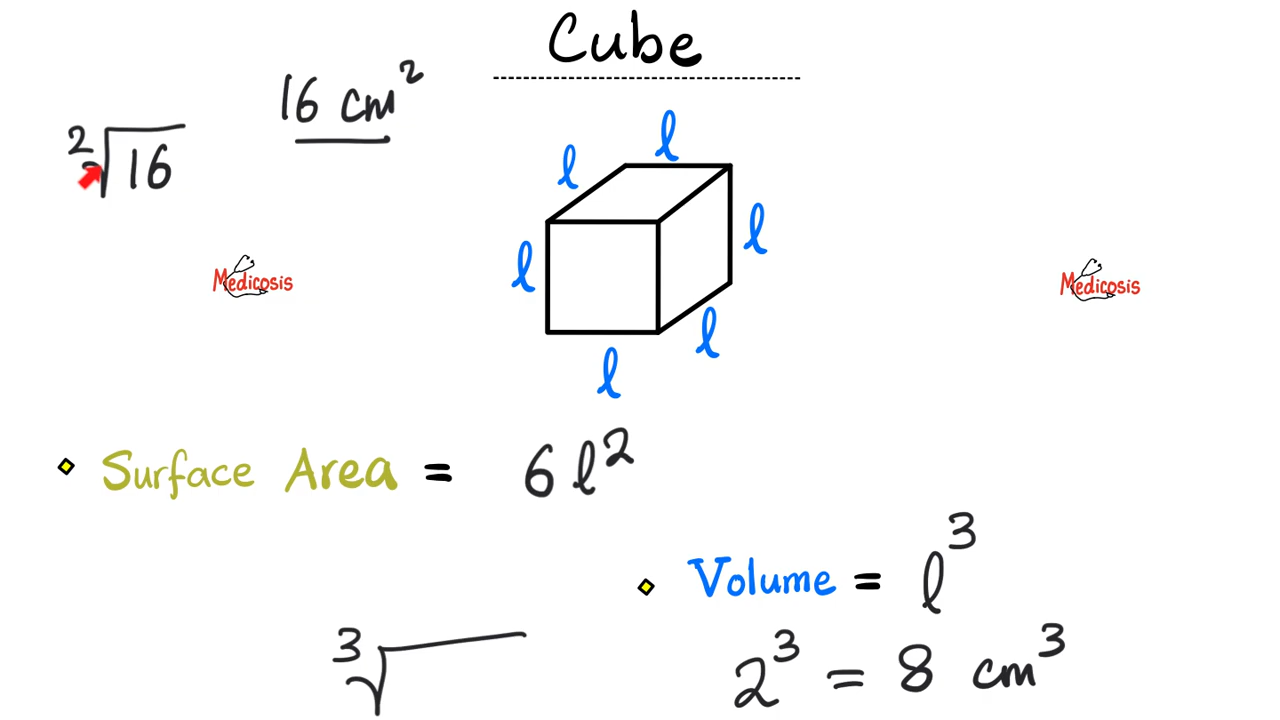 Cube
16 cm²
²√16
l
l
l
l
l
l
Medicosis
Medicosis
Surface Area = 6 l²
Volume = l³
³√
2³ = 8 cm³